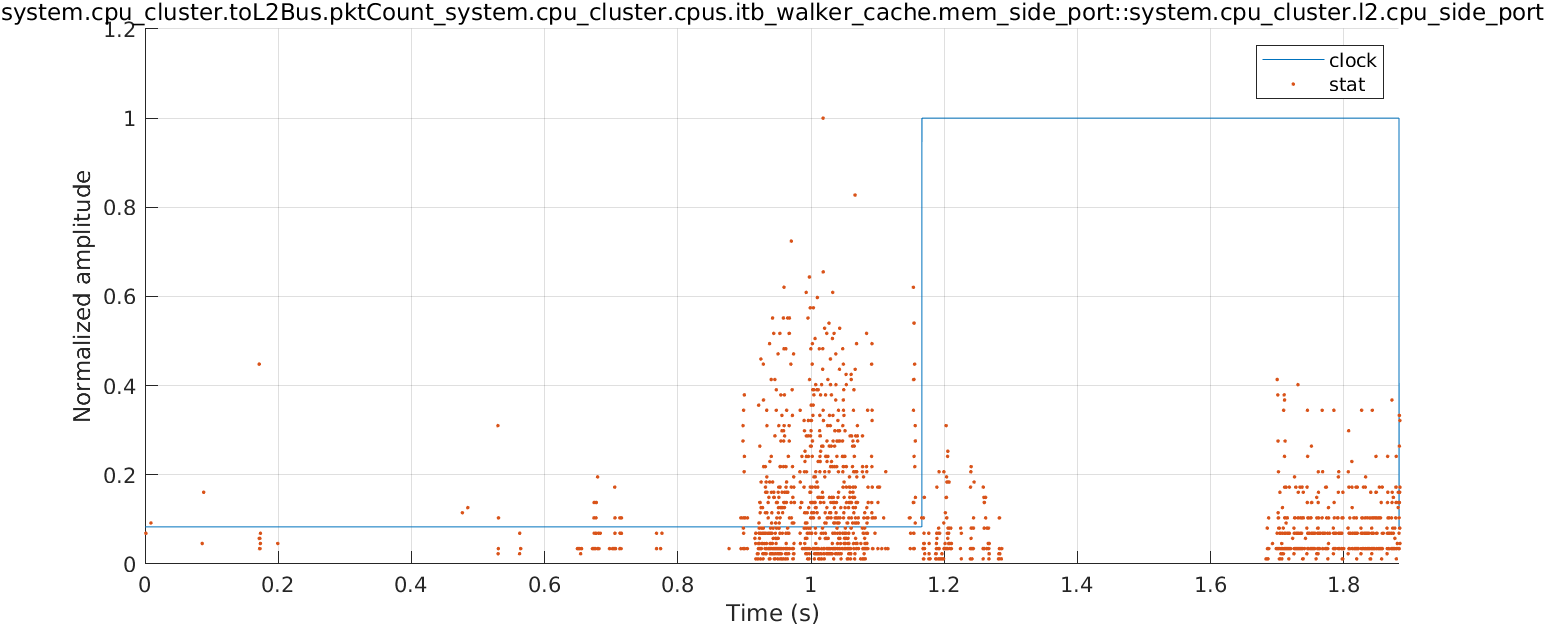 system.cpu_cluster.toL2Bus.pktCount_system.cpu_cluster.cpus.itb_walker_cache.mem_side_port::system.cpu_cluster.l2.cpu_side_port
1.2
1
0.8
0.6
0.4
0.2
0
Normalized amplitude
clock
stat
0 0.2 0.4 0.6 0.8 1 1.2 1.4 1.6 1.8
Time (s)